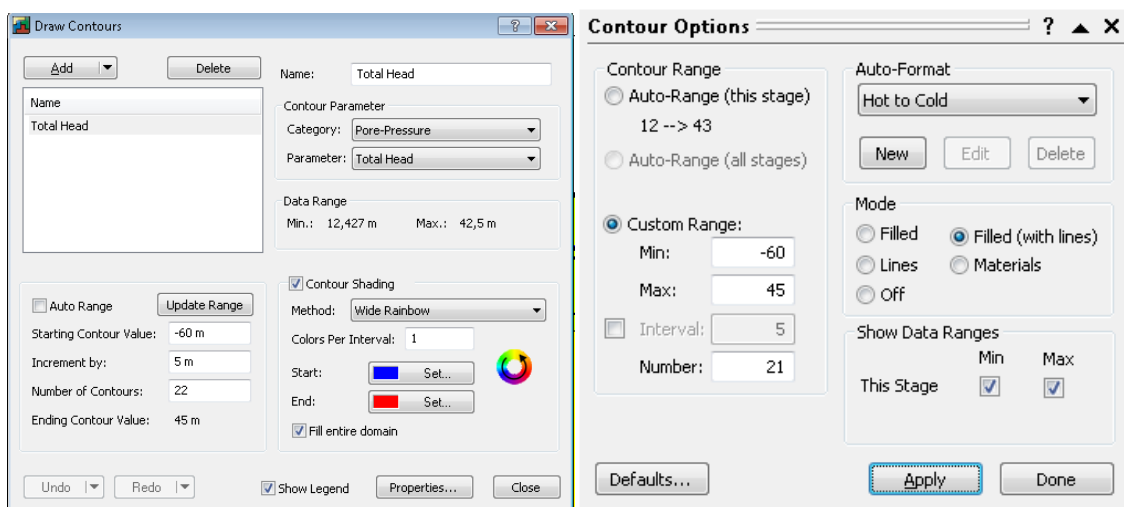 Draw Contours
Add
Delete
Name
Total Head
Name: Total Head
Contour Parameter
Category: Pore-Pressure
Parameter: Total Head
Data Range
Min.: 12,427 m Max.: 42,5 m
Auto Range Update Range
Starting Contour Value: -60 m
Increment by: 5 m
Number of Contours: 22
Ending Contour Value: 45 m
Contour Shading
Method: Wide Rainbow
Colors Per Interval: 1
Start: Set...
End: Set...
Fill entire domain
Undo Redo Show Legend Properties... Close
Contour Options ?
Contour Range
Auto-Range (this stage)
12 --> 43
Auto-Range (all stages)
Custom Range:
Min: -60
Max: 45
Interval: 5
Number: 21
Auto-Format
Hot to Cold
New Edit Delete
Mode
Filled Filled (with lines)
Lines Materials
Off
Show Data Ranges
Min Max
This Stage
Defaults... Apply Done